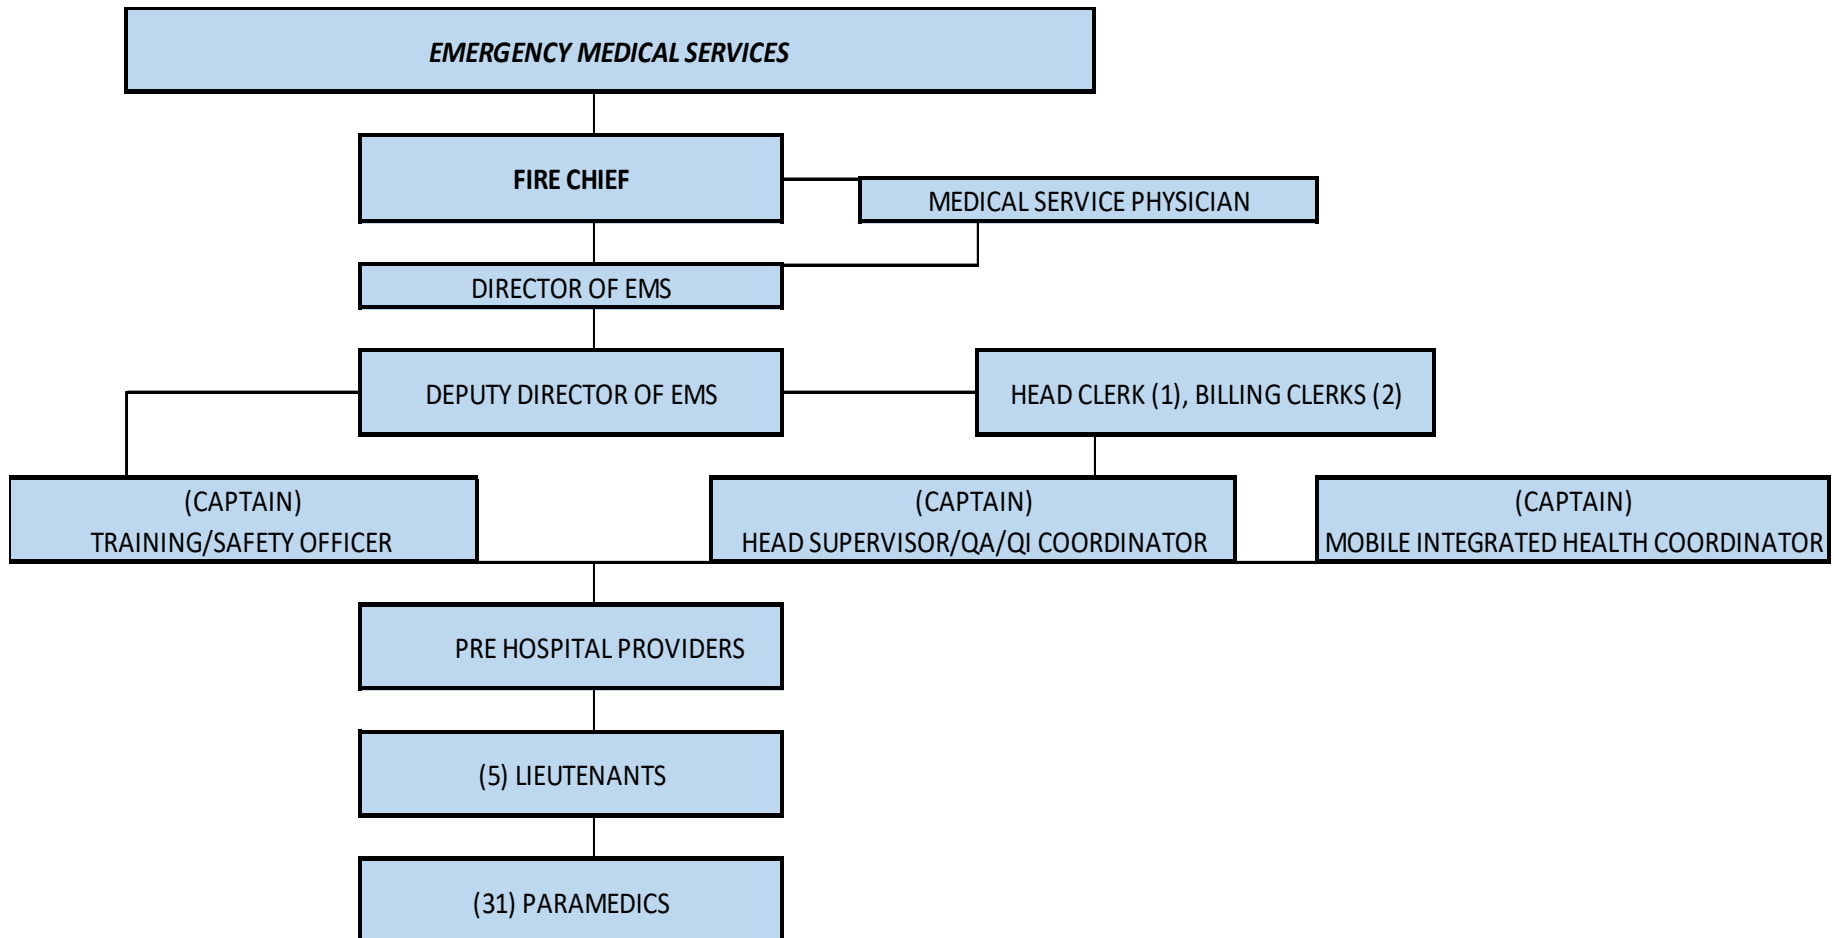 EMERGENCY MEDICAL SERVICES
FIRE CHIEF
MEDICAL SERVICE PHYSICIAN
DIRECTOR OF EMS
DEPUTY DIRECTOR OF EMS
HEAD CLERK (1), BILLING CLERKS (2)
(CAPTAIN)
TRAINING/SAFETY OFFICER
(CAPTAIN)
HEAD SUPERVISOR/QA/QI COORDINATOR
(CAPTAIN)
MOBILE INTEGRATED HEALTH COORDINATOR
PRE HOSPITAL PROVIDERS
(5) LIEUTENANTS
(31) PARAMEDICS